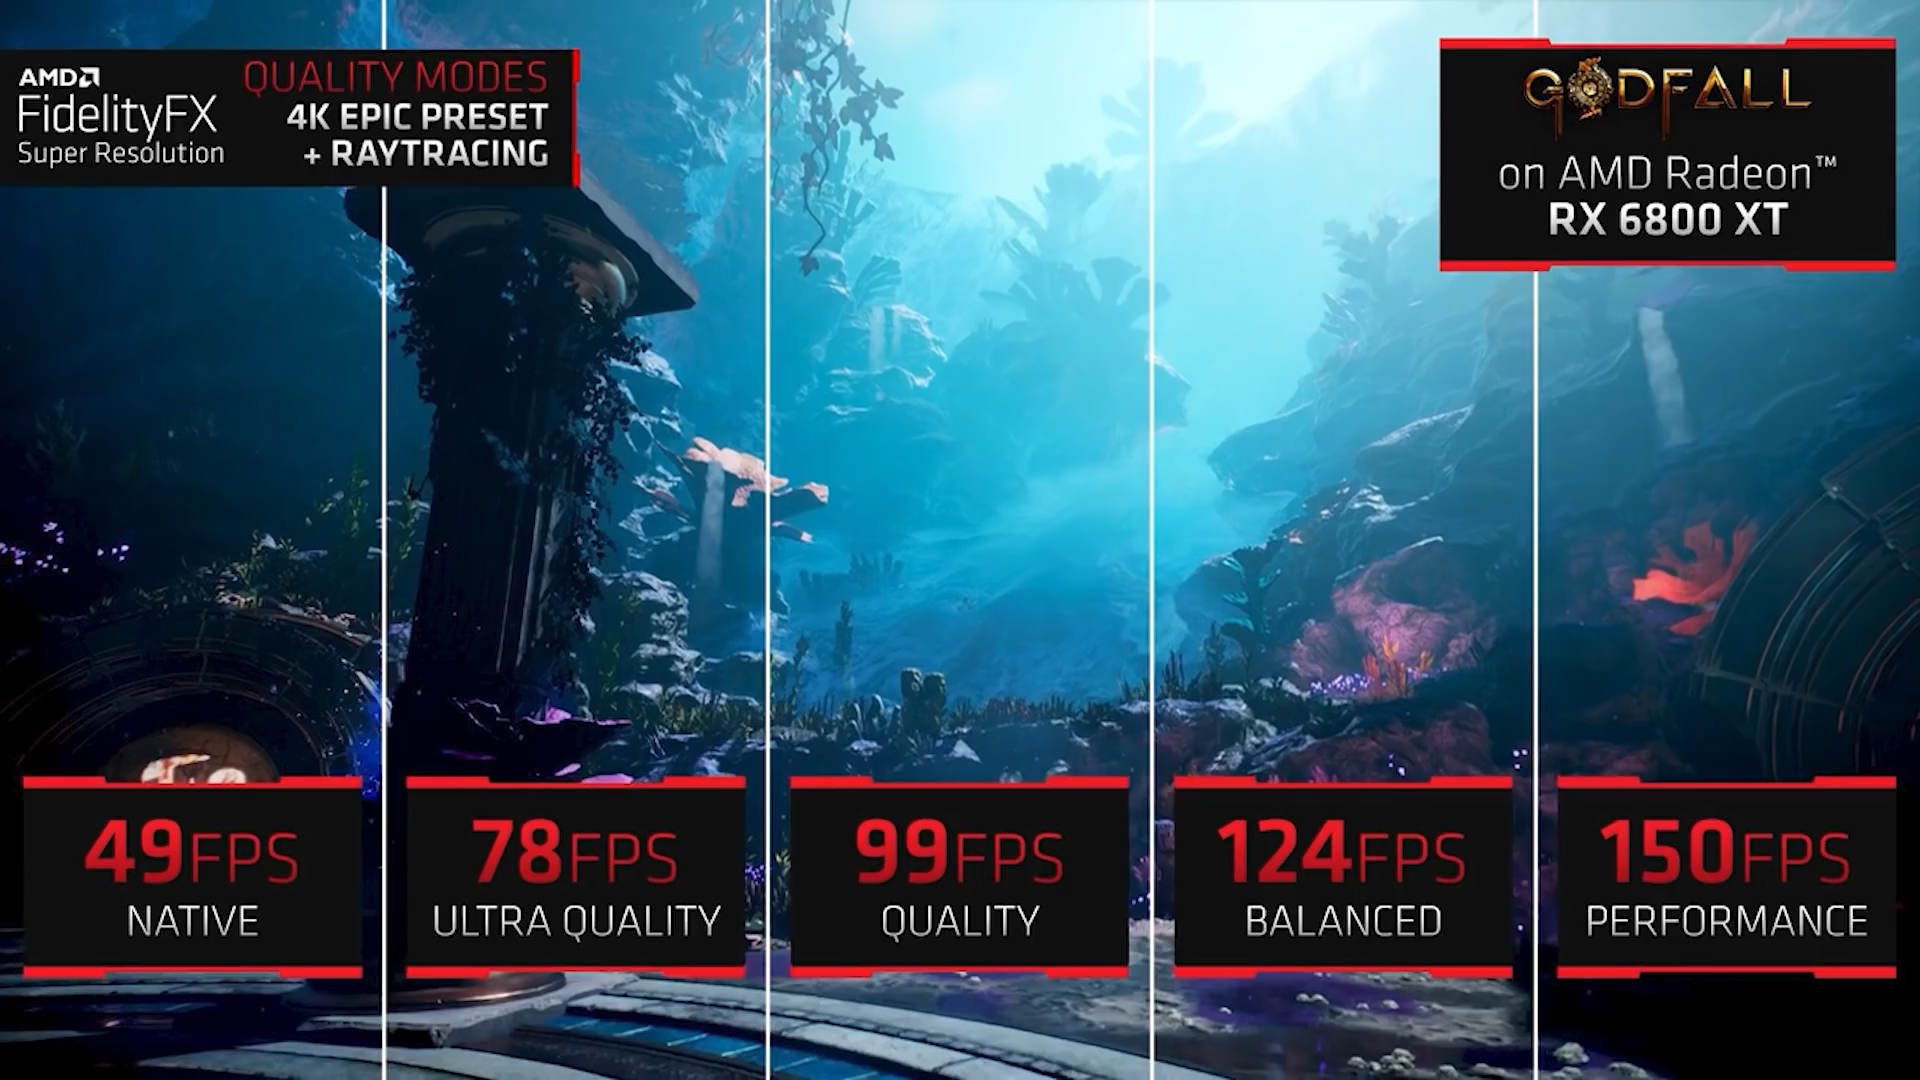 AMD
FidelityFX
Super Resolution
QUALITY MODES
4K EPIC PRESET
+ RAYTRACING
GODFALL
on AMD Radeon™
RX 6800 XT
49FPS
NATIVE
78FPS
ULTRA QUALITY
99FPS
QUALITY
124FPS
BALANCED
150FPS
PERFORMANCE